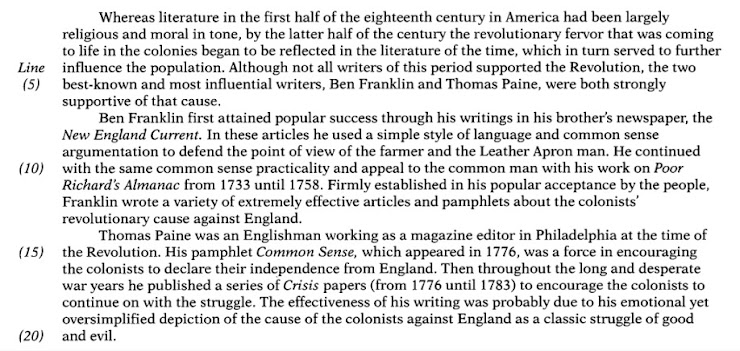 Whereas literature in the first half of the eighteenth century in America had been largely
religious and moral in tone, by the latter half of the century the revolutionary fervor that was coming
to life in the colonies began to be reflected in the literature of the time, which in turn served to further
Line influence the population. Although not all writers of this period supported the Revolution, the two
(5) best-known and most influential writers, Ben Franklin and Thomas Paine, were both strongly
supportive of that cause.
Ben Franklin first attained popular success through his writings in his brother's newspaper, the
New England Current. In these articles he used a simple style of language and common sense
argumentation to defend the point of view of the farmer and the Leather Apron man. He continued
(10) with the same common sense practicality and appeal to the common man with his work on Poor
Richard's Almanac from 1733 until 1758. Firmly established in his popular acceptance by the people,
Franklin wrote a variety of extremely effective articles and pamphlets about the colonists'
revolutionary cause against England.
Thomas Paine was an Englishman working as a magazine editor in Philadelphia at the time of
(15) the Revolution. His pamphlet Common Sense, which appeared in 1776, was a force in encouraging
the colonists to declare their independence from England. Then throughout the long and desperate
war years he published a series of Crisis papers (from 1776 until 1783) to encourage the colonists to
continue on with the struggle. The effectiveness of his writing was probably due to his emotional yet
oversimplified depiction of the cause of the colonists against England as a classic struggle of good
(20) and evil.